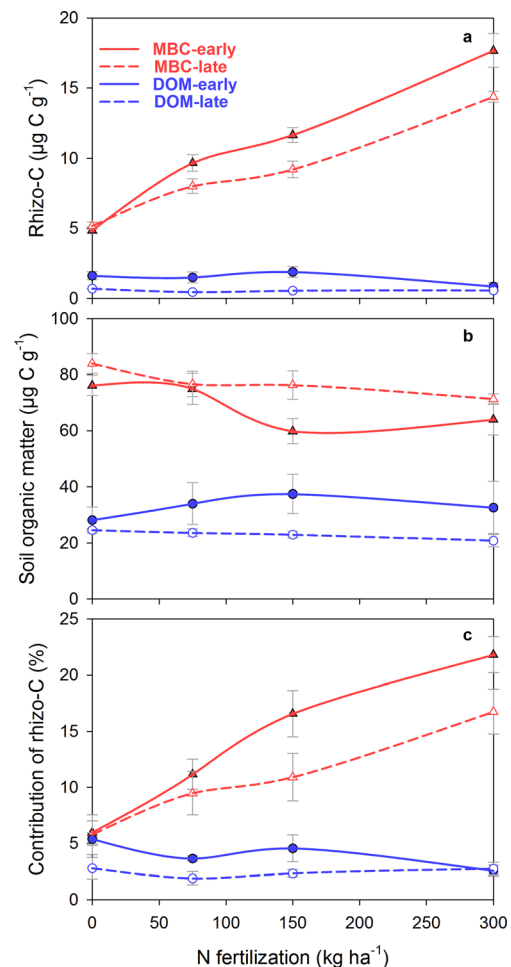 20
a
MBC-early
MBC-late
DOM-early
DOM-late
15
10
5
0
Rhizo-C (µg C g⁻¹)
100
b
80
60
40
20
0
Soil organic matter (µg C g⁻¹)
25
c
20
15
10
5
0
Contribution of rhizo-C (%)
0 50 100 150 200 250 300
N fertilization (kg ha⁻¹)